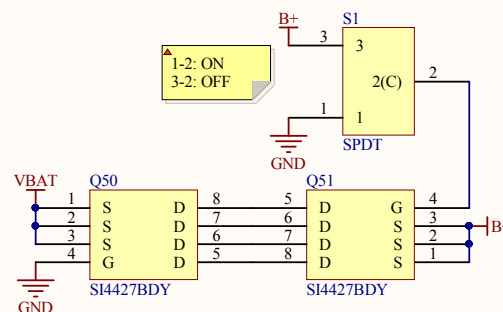 B+
S1
3
3
1-2: ON
3-2: OFF
2(C)
2
1
1
GND
SPDT
VBAT
Q50
Q51
1
S
D
8
5
D
G
4
2
S
D
7
6
D
S
3
3
S
D
6
7
D
S
2
4
G
D
5
8
D
S
1
B
GND
SI4427BDY
SI4427BDY